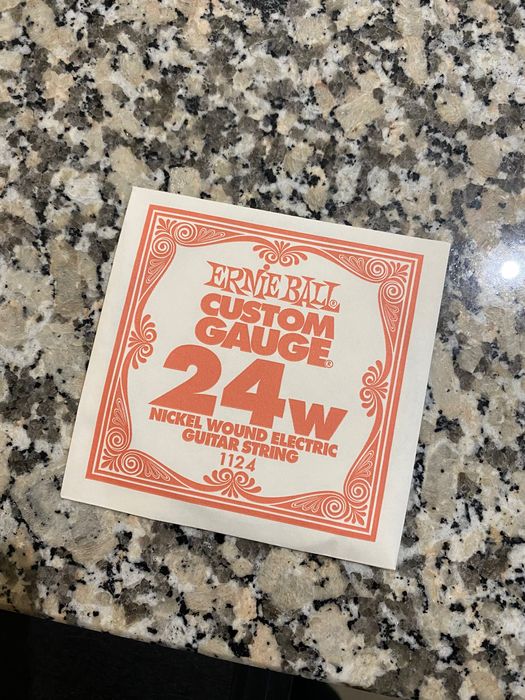 ERNIE BALL®
CUSTOM
GAUGE®
24w
NICKEL WOUND ELECTRIC
GUITAR STRING
1124